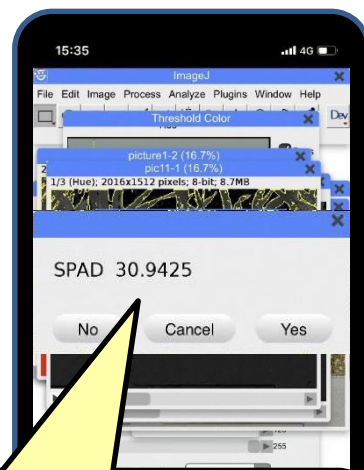 15:35 4G
ImageJ
File Edit Image Process Analyze Plugins Window Help
Dev
Threshold Color
picture1-2 (16.7%)
pic11-1 (16.7%)
1/3 (Hue); 2016x1512 pixels; 8-bit; 8.7MB
SPAD 30.9425
No Cancel Yes
255